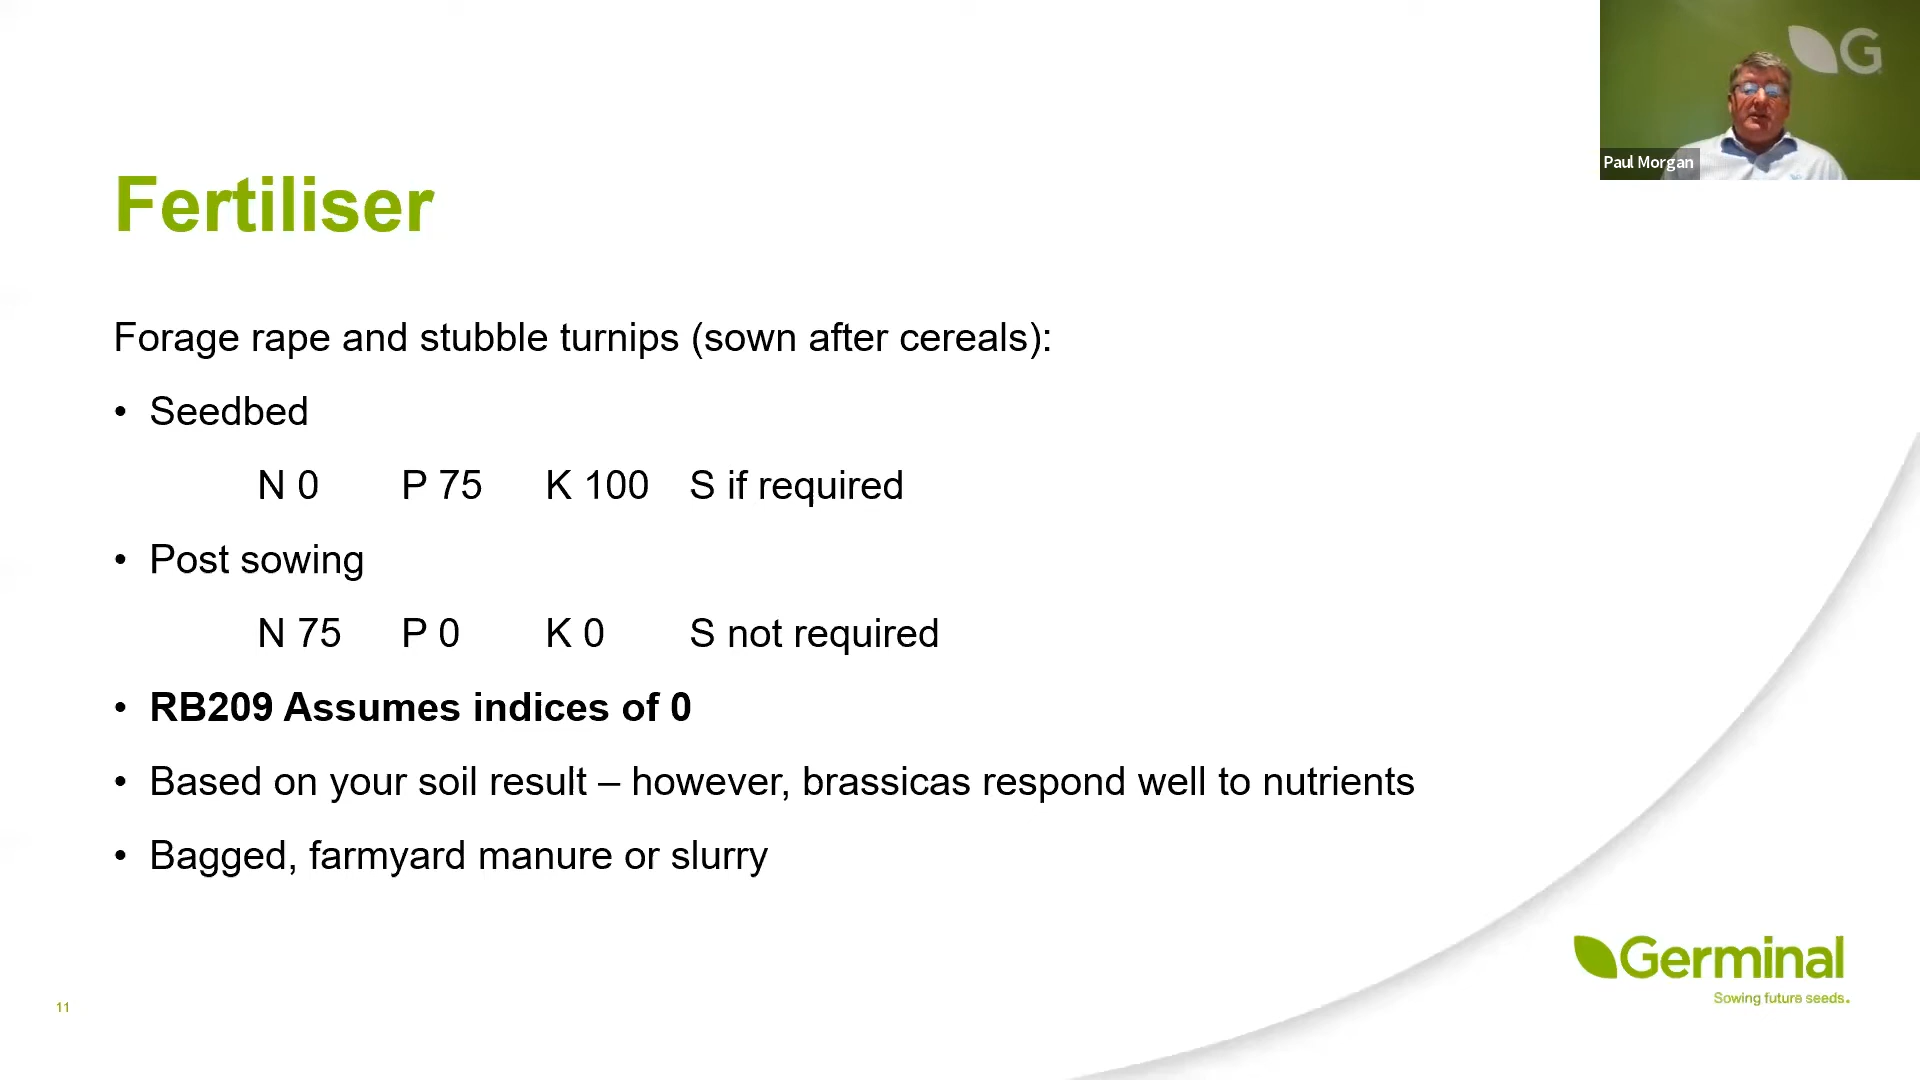 G
Paul Morgan
Fertiliser
Forage rape and stubble turnips (sown after cereals):
• Seedbed
N 0 P 75 K 100 S if required
• Post sowing
N 75 P 0 K 0 S not required
• RB209 Assumes indices of 0
• Based on your soil result – however, brassicas respond well to nutrients
• Bagged, farmyard manure or slurry
Germinal
Sowing future seeds.
11